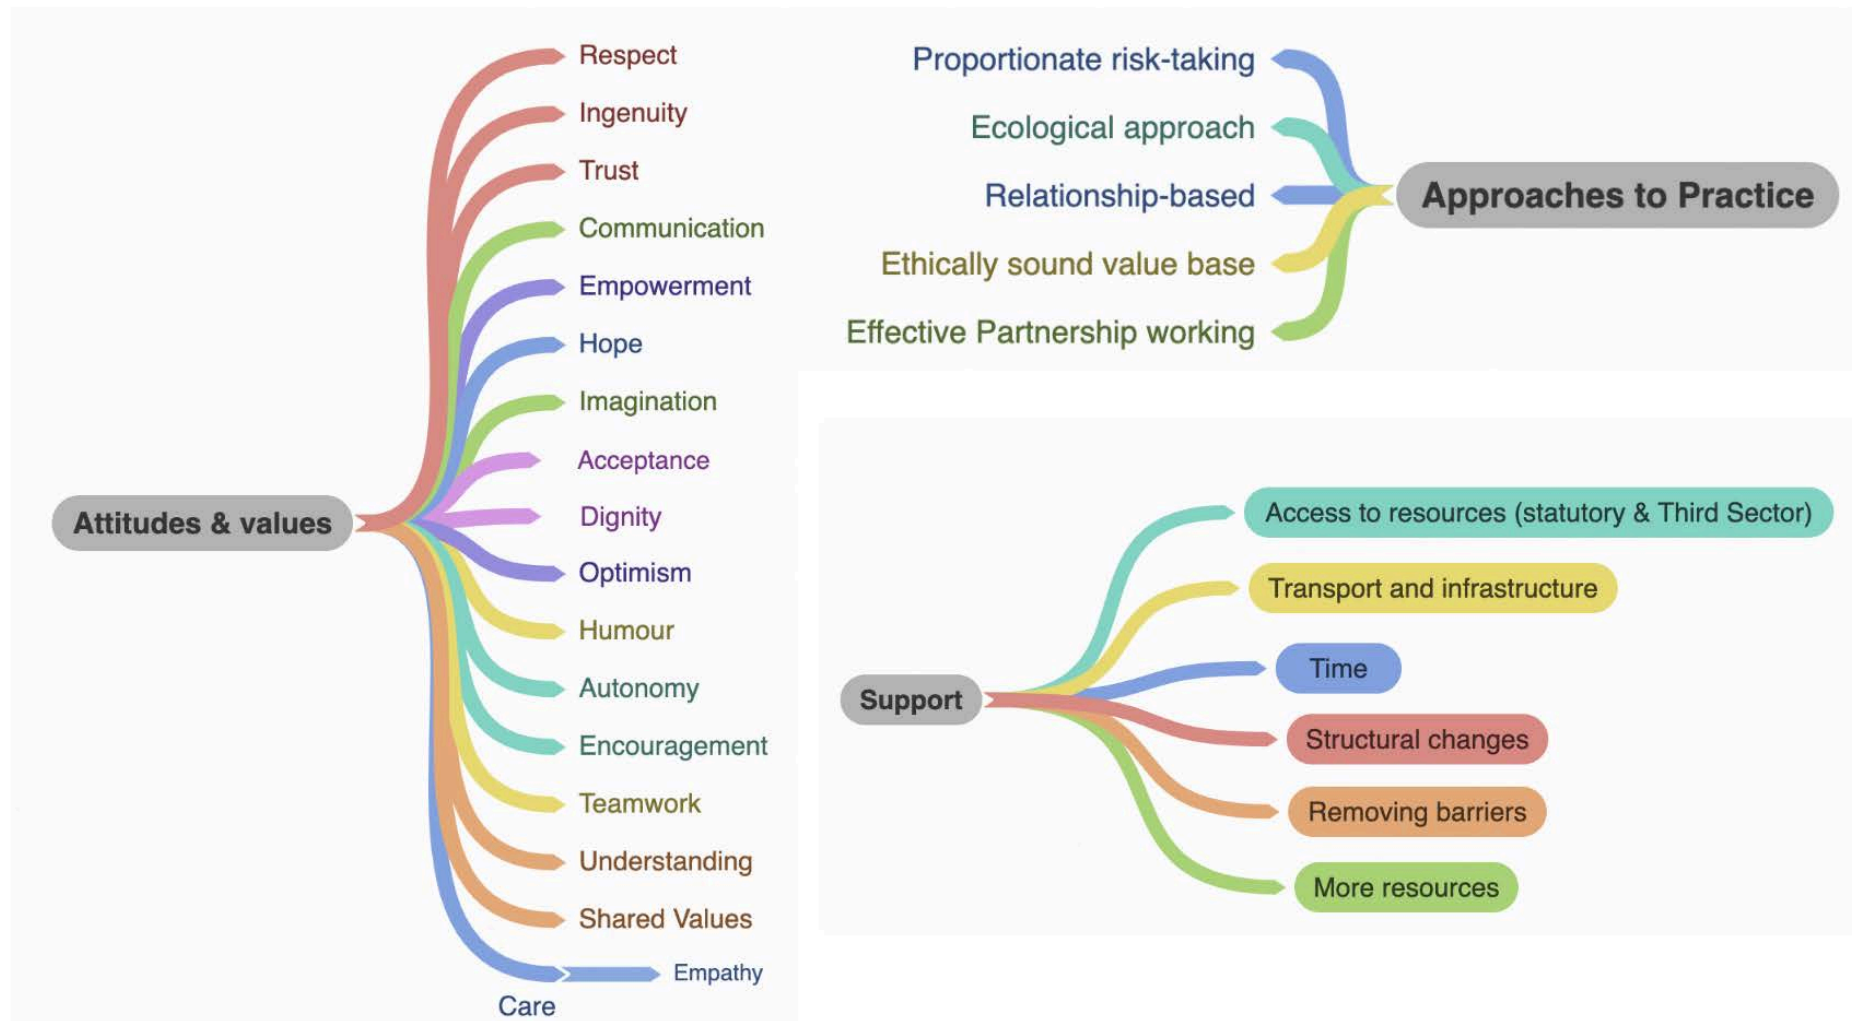 Attitudes & values
Respect
Ingenuity
Trust
Communication
Empowerment
Hope
Imagination
Acceptance
Dignity
Optimism
Humour
Autonomy
Encouragement
Teamwork
Understanding
Shared Values
Care
Empathy
Approaches to Practice
Proportionate risk-taking
Ecological approach
Relationship-based
Ethically sound value base
Effective Partnership working
Support
Access to resources (statutory & Third Sector)
Transport and infrastructure
Time
Structural changes
Removing barriers
More resources